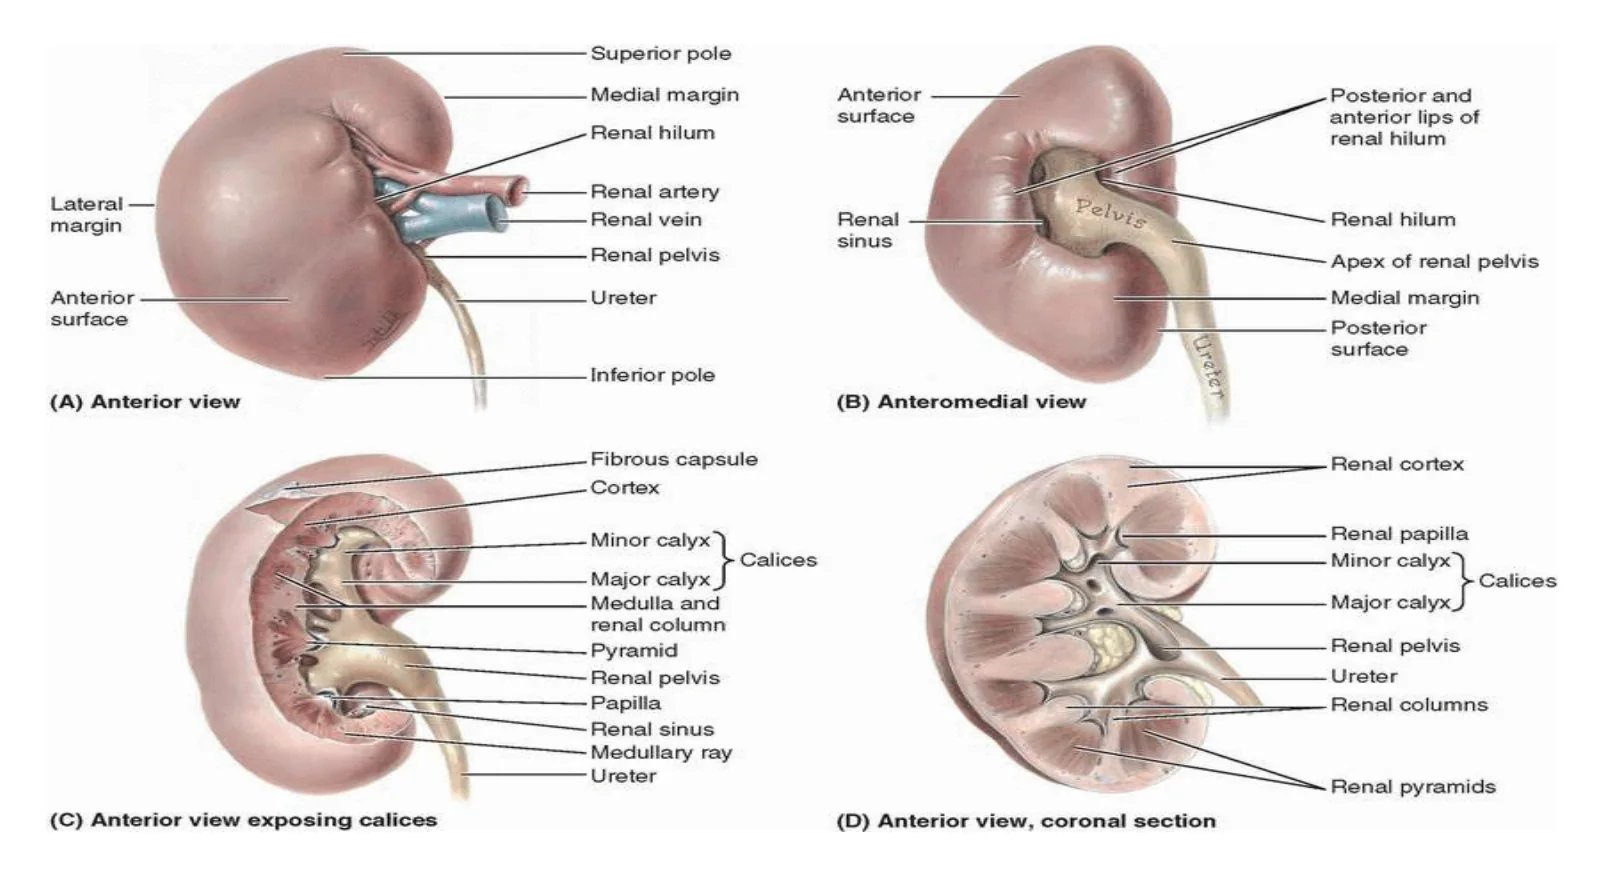 Superior pole
Medial margin
Renal hilum
Renal artery
Renal vein
Renal pelvis
Ureter
Inferior pole
Lateral
margin
Anterior
surface
(A) Anterior view
Anterior
surface
Renal
sinus
Pelvis
Ureter
Posterior and
anterior lips of
renal hilum
Renal hilum
Apex of renal pelvis
Medial margin
Posterior
surface
(B) Anteromedial view
Fibrous capsule
Cortex
Minor calyx
Major calyx
Calices
Medulla and
renal column
Pyramid
Renal pelvis
Papilla
Renal sinus
Medullary ray
Ureter
(C) Anterior view exposing calices
Renal cortex
Renal papilla
Minor calyx
Major calyx
Calices
Renal pelvis
Ureter
Renal columns
Renal pyramids
(D) Anterior view, coronal section